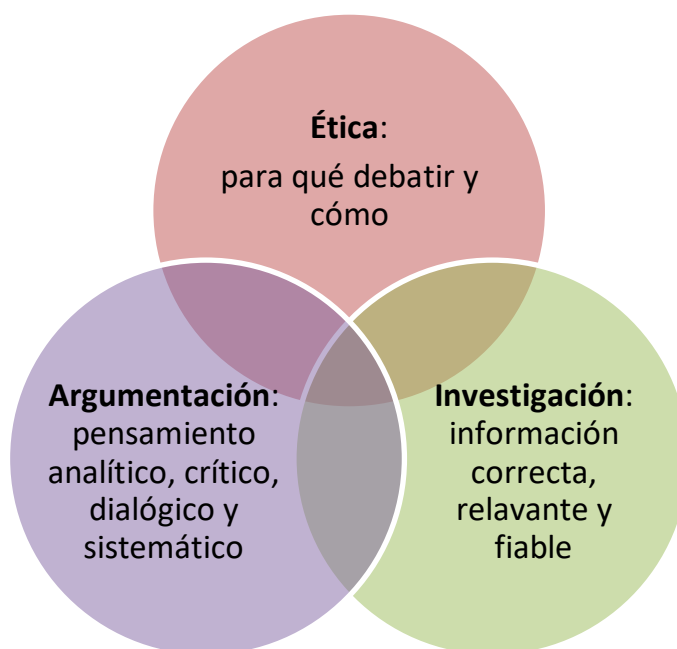 Ética:
para qué debatir y
cómo
Argumentación:
pensamiento
analítico, crítico,
dialógico y
sistemático
Investigación:
información
correcta,
relavante y
fiable